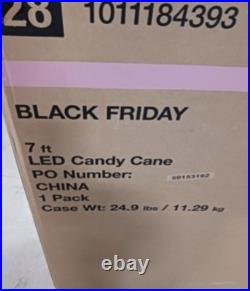 28 1011184393
BLACK FRIDAY
7 ft
LED Candy Cane
PO Number: 59153162
CHINA
1 Pack
Case Wt: 24.9 lbs / 11.29 kg